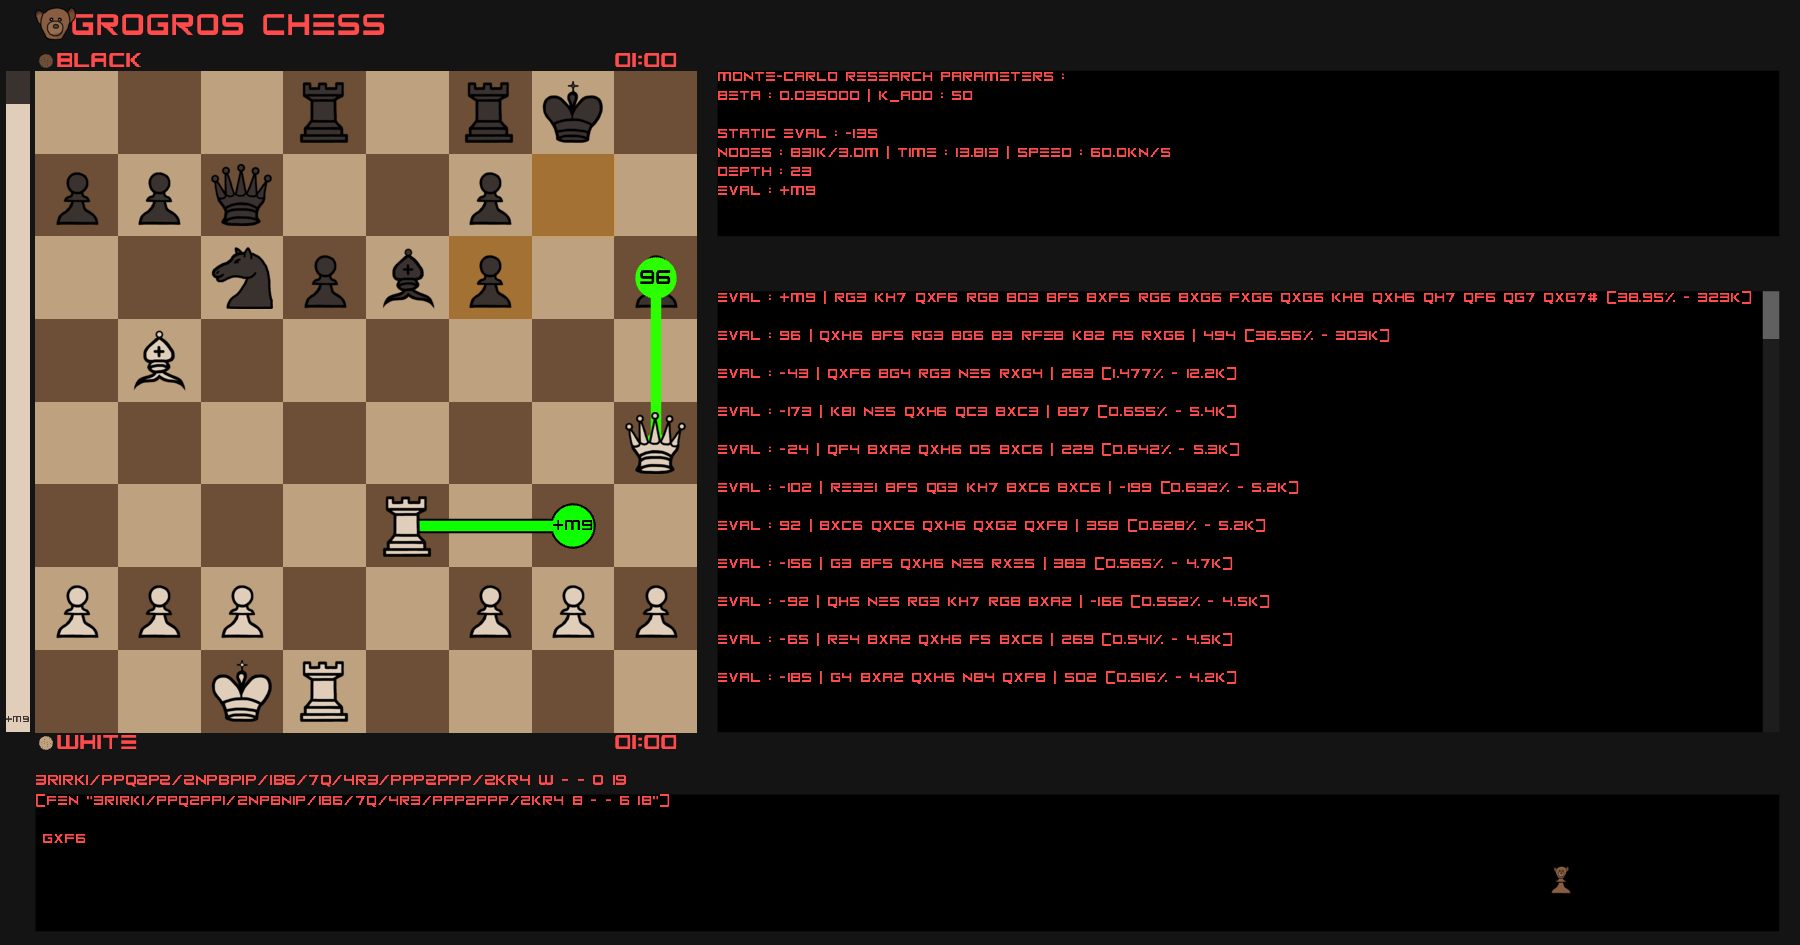 GROGROS CHESS
BLACK
01:00
MONTE-CARLO RESEARCH PARAMETERS :
BETA : 0.035000 | K_ADD : 50
STATIC EVAL : -135
NODES : 831K/3.0M | TIME : 13.813 | SPEED : 60.0KN/S
DEPTH : 23
EVAL : +M9
96
+M9
+M9
EVAL : +M9 | RG3 KH7 QXF6 RG8 BD3 BF5 BXF5 RG6 BXG6 FXG6 QXG6 KH8 QXH6 QH7 QF6 QG7 QXG7# [38.95% - 323K]
EVAL : 96 | QXH6 BF5 RG3 BG6 B3 RFE8 KB2 A5 RXG6 | 494 [36.56% - 303K]
EVAL : -43 | QXF6 BG4 RG3 NE5 RXG4 | 263 [1.477% - 12.2K]
EVAL : -173 | KB1 NE5 QXH6 QC3 BXC3 | 897 [0.655% - 5.4K]
EVAL : -24 | QF4 BXA2 QXH6 D5 BXC6 | 229 [0.642% - 5.3K]
EVAL : -102 | RE3E1 BF5 QG3 KH7 BXC6 BXC6 | -199 [0.632% - 5.2K]
EVAL : 92 | BXC6 QXC6 QXH6 QXG2 QXF8 | 358 [0.628% - 5.2K]
EVAL : -156 | G3 BF5 QXH6 NE5 RXE5 | 383 [0.565% - 4.7K]
EVAL : -92 | QH5 NE5 RG3 KH7 RG8 BXA2 | -166 [0.552% - 4.5K]
EVAL : -65 | RE4 BXA2 QXH6 F5 BXC6 | 269 [0.541% - 4.5K]
EVAL : -185 | G4 BXA2 QXH6 NB4 QXF8 | 502 [0.516% - 4.2K]
WHITE
01:00
3R1RK1/PPQ2P2/2NPBP1P/1B6/7Q/4R3/PPP2PPP/2KR4 W - - 0 19
[FEN "3R1RK1/PPQ2PP1/2NPBN1P/1B6/7Q/4R3/PPP2PPP/2KR4 B - - 6 18"]
GXF6